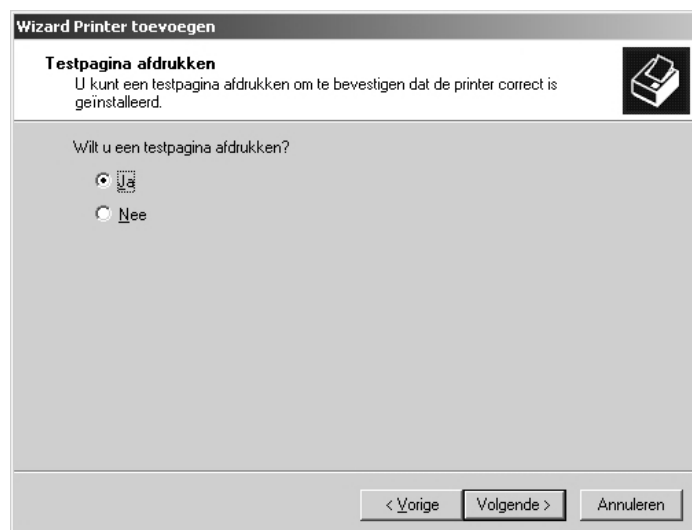 Wizard Printer toevoegen
Testpagina afdrukken
U kunt een testpagina afdrukken om te bevestigen dat de printer correct is
geïnstalleerd.
Wilt u een testpagina afdrukken?
Ja
Nee
< Vorige
Volgende >
Annuleren